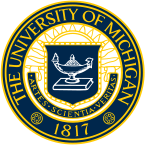 THE UNIVERSITY OF MICHIGAN
ARTES·SCIENTIA·VERITAS
1817